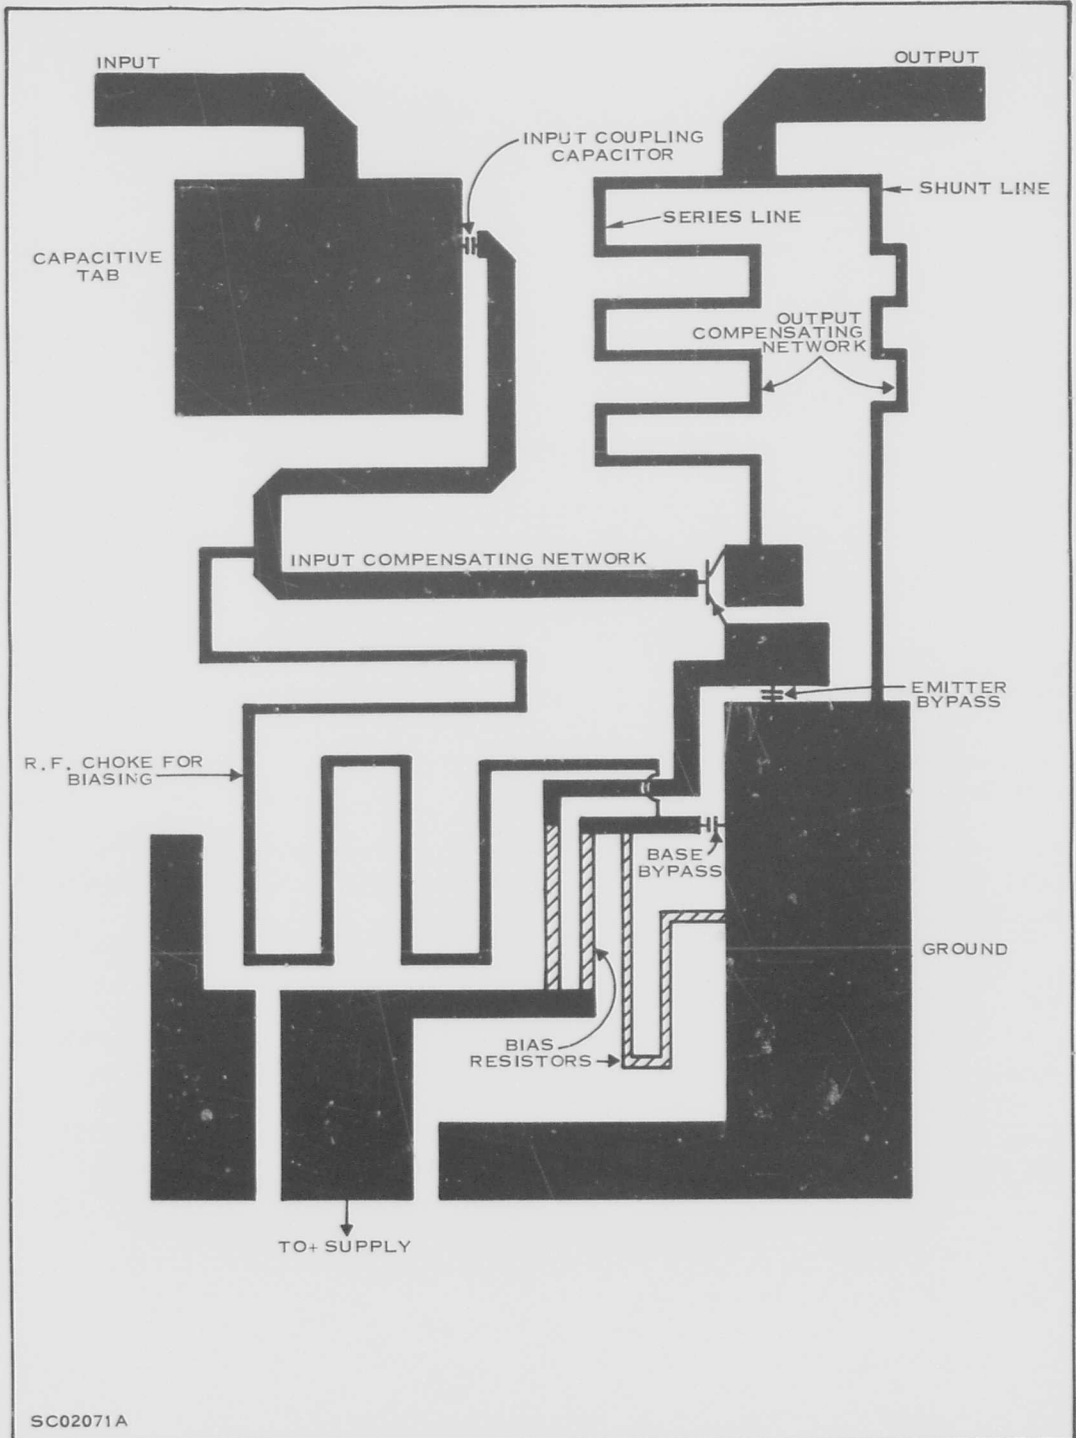 INPUT
OUTPUT
INPUT COUPLING
CAPACITOR
SHUNT LINE
SERIES LINE
CAPACITIVE
TAB
OUTPUT
COMPENSATING
NETWORK
INPUT COMPENSATING NETWORK
EMITTER
BYPASS
R.F. CHOKE FOR
BIASING
BASE
BYPASS
GROUND
BIAS
RESISTORS
TO+ SUPPLY
SC02071A